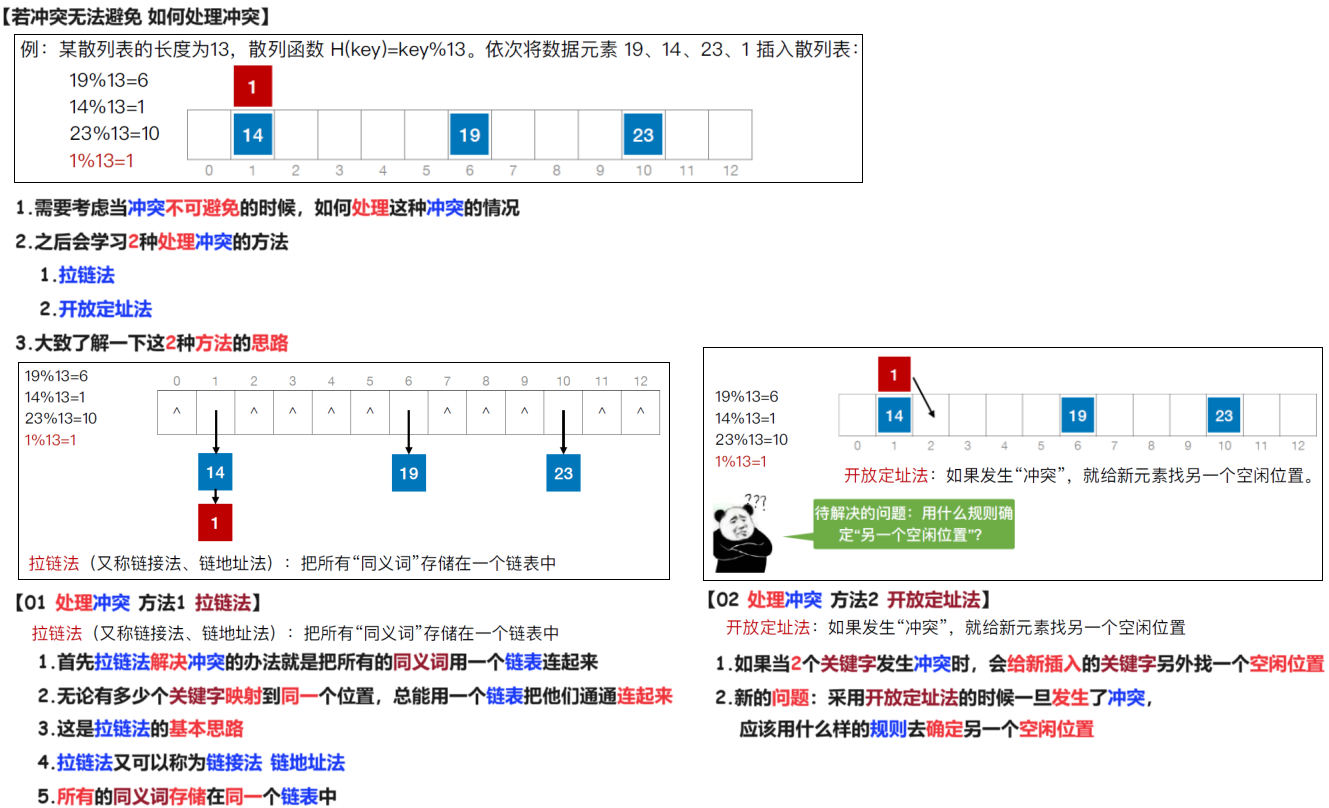 【若冲突无法避免 如何处理冲突】
例：某散列表的长度为13，散列函数 H(key)=key%13。依次将数据元素 19、14、23、1 插入散列表：
19%13=6
14%13=1
23%13=10
1%13=1
1
14 19 23
0 1 2 3 4 5 6 7 8 9 10 11 12
1.需要考虑当冲突不可避免的时候，如何处理这种冲突的情况
2.之后会学习2种处理冲突的方法
1.拉链法
2.开放定址法
3.大致了解一下这2种方法的思路
19%13=6
14%13=1
23%13=10
1%13=1
0 1 2 3 4 5 6 7 8 9 10 11 12
^ ^ ^ ^ ^ ^ ^ ^ ^ ^
14 19 23
1
拉链法（又称链接法、链地址法）：把所有“同义词”存储在一个链表中
【01 处理冲突 方法1 拉链法】
拉链法（又称链接法、链地址法）：把所有“同义词”存储在一个链表中
1.首先拉链法解决冲突的办法就是把所有的同义词用一个链表连起来
2.无论有多少个关键字映射到同一个位置，总能用一个链表把他们通通连起来
3.这是拉链法的基本思路
4.拉链法又可以称为链接法 链地址法
5.所有的同义词存储在同一个链表中
1
19%13=6
14%13=1
23%13=10
1%13=1
14 19 23
0 1 2 3 4 5 6 7 8 9 10 11 12
开放定址法：如果发生“冲突”，就给新元素找另一个空闲位置。
???
待解决的问题：用什么规则确
定“另一个空闲位置”？
【02 处理冲突 方法2 开放定址法】
开放定址法：如果发生“冲突”，就给新元素找另一个空闲位置
1.如果当2个关键字发生冲突时，会给新插入的关键字另外找一个空闲位置
2.新的问题：采用开放定址法的时候一旦发生了冲突，
应该用什么样的规则去确定另一个空闲位置